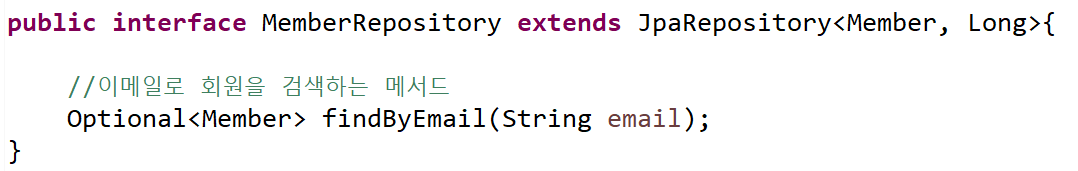 public interface MemberRepository extends JpaRepository<Member, Long>{
//이메일로 회원을 검색하는 메서드
Optional<Member> findByEmail(String email);
}